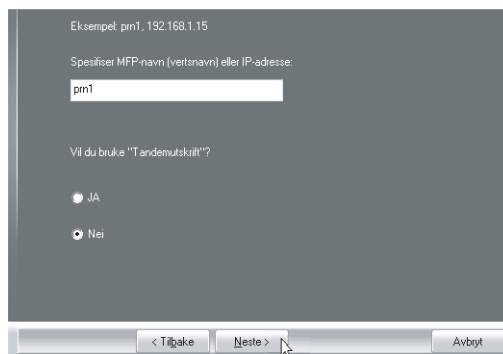 Eksempel: prn1, 192.168.1.15
Spesifiser MFP-navn (vertsnavn) eller IP-adresse:
prn1
Vil du bruke "Tandemutskrift"?
JA
Nei
< Tilbake Neste > Avbryt